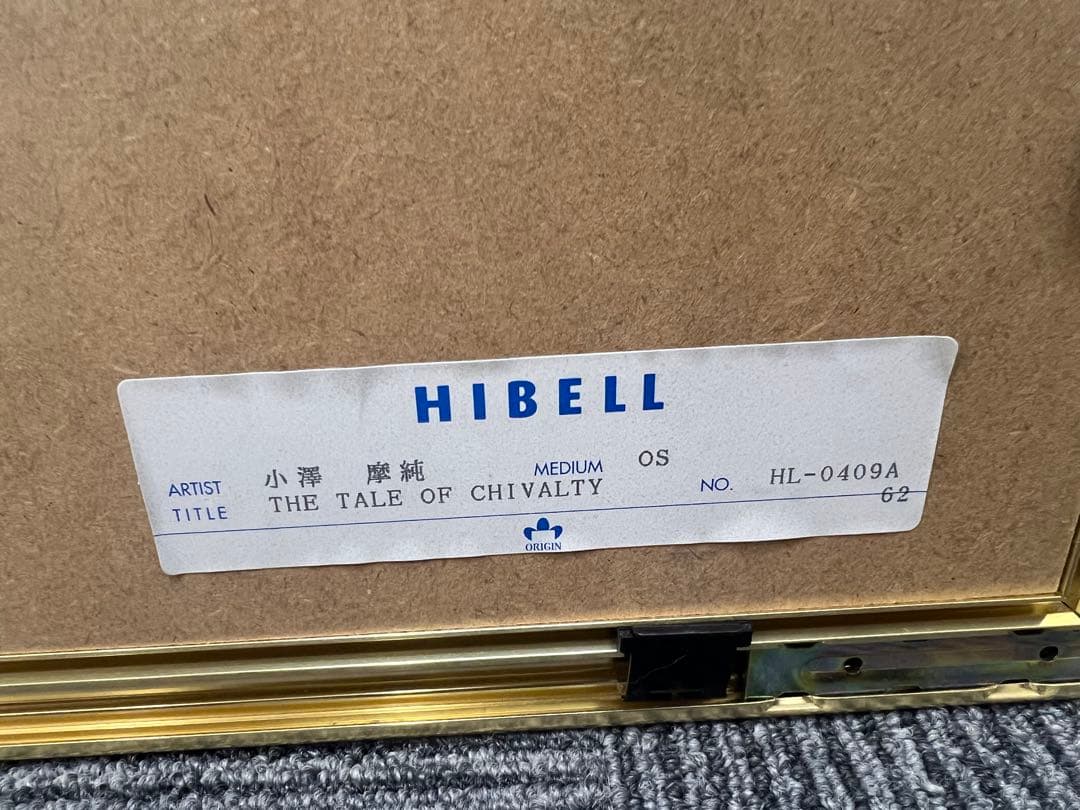 HIBELL
ARTIST 小澤 摩純 MEDIUM OS
TITLE THE TALE OF CHIVALTY NO. HL-0409A
62
ORIGIN